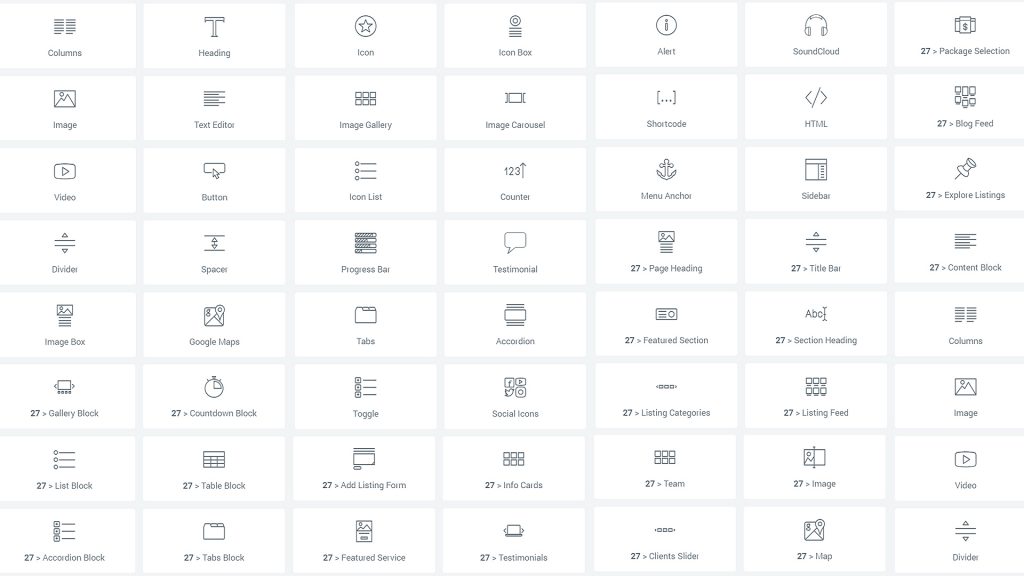 Columns
Heading
Icon
Icon Box
Alert
SoundCloud
27 > Package Selection
Image
Text Editor
Image Gallery
Image Carousel
[...]
Shortcode
</>
HTML
27 > Blog Feed
Video
Button
Icon List
123
Counter
Menu Anchor
Sidebar
27 > Explore Listings
Divider
Spacer
Progress Bar
Testimonial
27 > Page Heading
27 > Title Bar
27 > Content Block
Image Box
Google Maps
Tabs
Accordion
27 > Featured Section
Abc
27 > Section Heading
Columns
27 > Gallery Block
27 > Countdown Block
Toggle
Social Icons
27 > Listing Categories
27 > Listing Feed
Image
27 > List Block
27 > Table Block
27 > Add Listing Form
27 > Info Cards
27 > Team
27 > Image
Video
27 > Accordion Block
27 > Tabs Block
27 > Featured Service
27 > Testimonials
27 > Clients Slider
27 > Map
Divider